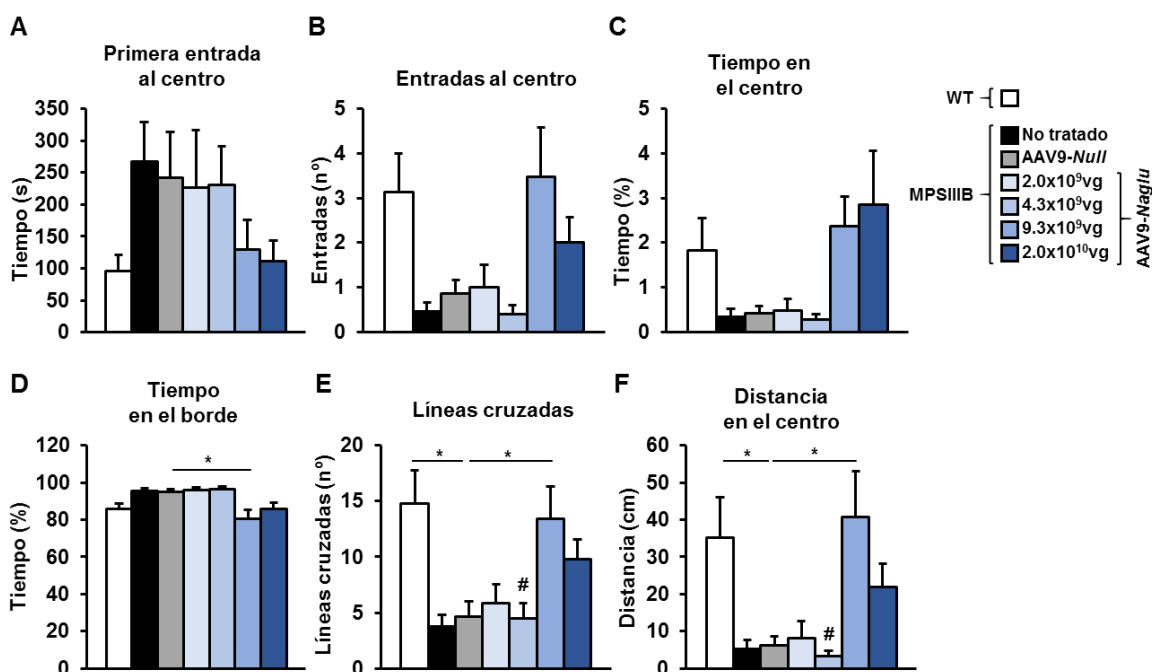 A
Primera entrada
al centro
Tiempo (s)
350
300
250
200
150
100
50
0
B
Entradas al centro
Entradas (nº)
5
4
3
2
1
0
C
Tiempo en
el centro
Tiempo (%)
5
4
3
2
1
0
WT
MPSIIIB
No tratado
AAV9-Null
2.0x10⁹vg
4.3x10⁹vg
9.3x10⁹vg
2.0x10¹⁰vg
AAV9-Naglu
D
Tiempo
en el borde
Tiempo (%)
120
100
80
60
40
20
0
*
E
Líneas cruzadas
Líneas cruzadas (nº)
20
15
10
5
0
* *
#
F
Distancia
en el centro
Distancia (cm)
60
50
40
30
20
10
0
* *
#